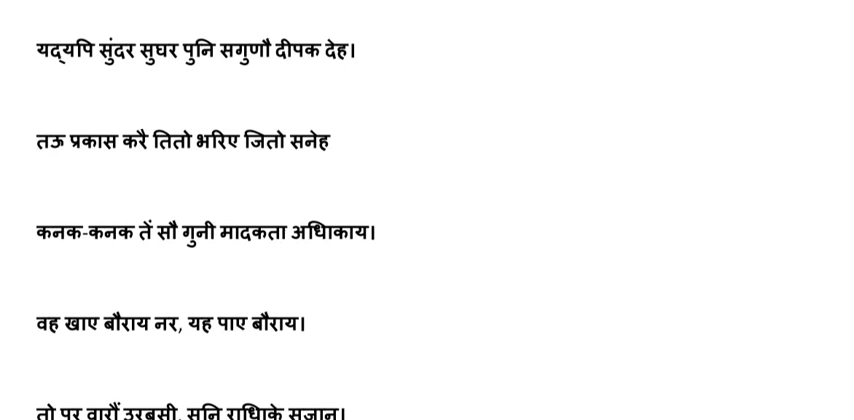 यद्‌यपि सुंदर सुघर पुनि सगुणौ दीपक देह।
तऊ प्रकास करै तितो भरिए जितो सनेह
कनक-कनक तें सौ गुनी मादकता अधिाकाय।
वह खाए बौराय नर, यह पाए बौराय।
तो पर वारौं उरबसी, सुनि राधिाके सुजान।